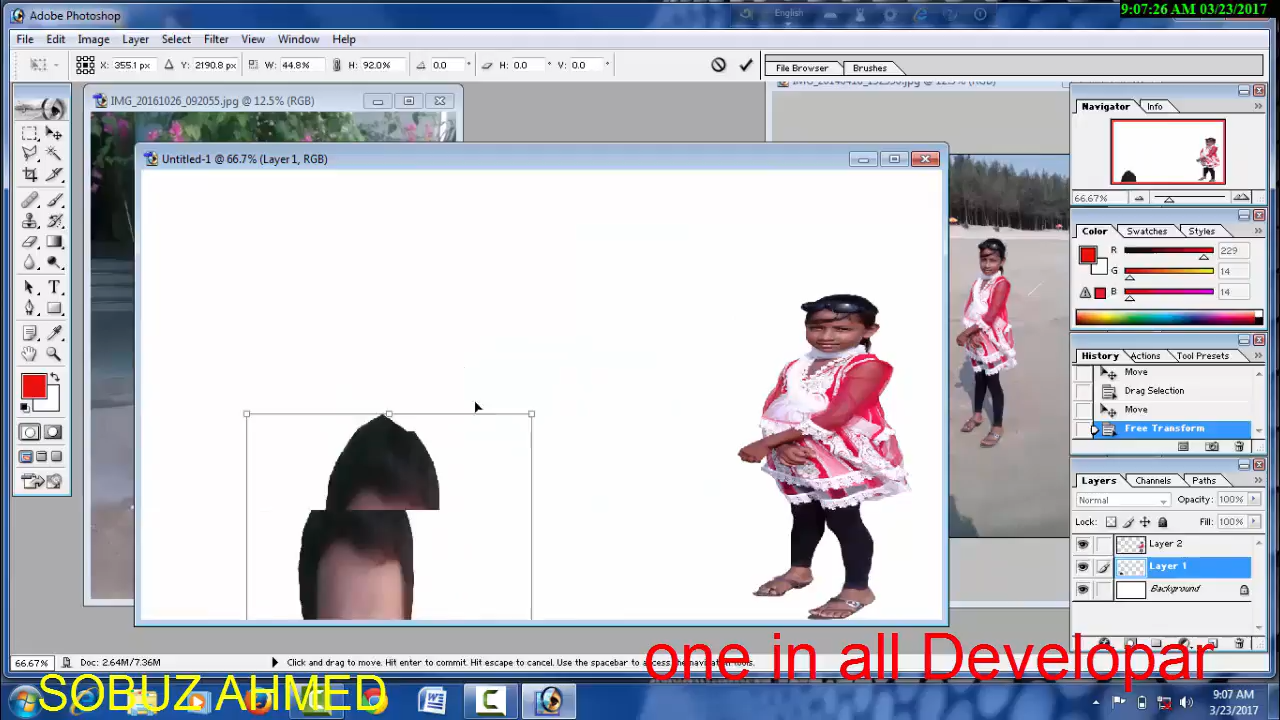 9:07:26 AM 03/23/2017
Adobe Photoshop
English
File Edit Image Layer Select Filter View Window Help
X: 355.1 px Y: 2190.8 px W: 44.8% H: 92.0% 0.0 ° H: 0.0 ° V: 0.0 °
File Browser Brushes
IMG_20161026_092055.jpg @ 12.5% (RGB)
Untitled-1 @ 66.7% (Layer 1, RGB)
Navigator Info
66.67%
Color Swatches Styles
R 229
G 14
B 14
History Actions Tool Presets
Move
Drag Selection
Move
Free Transform
Layers Channels Paths
Normal Opacity: 100%
Lock: Fill: 100%
Layer 2
Layer 1
Background
66.67% Doc: 2.64M/7.36M Click and drag to move. Hit enter to commit. Hit escape to cancel. Use the spacebar to access the navigation tools.
one in all Developar
SOBUZ AHMED
9:07 AM
3/23/2017